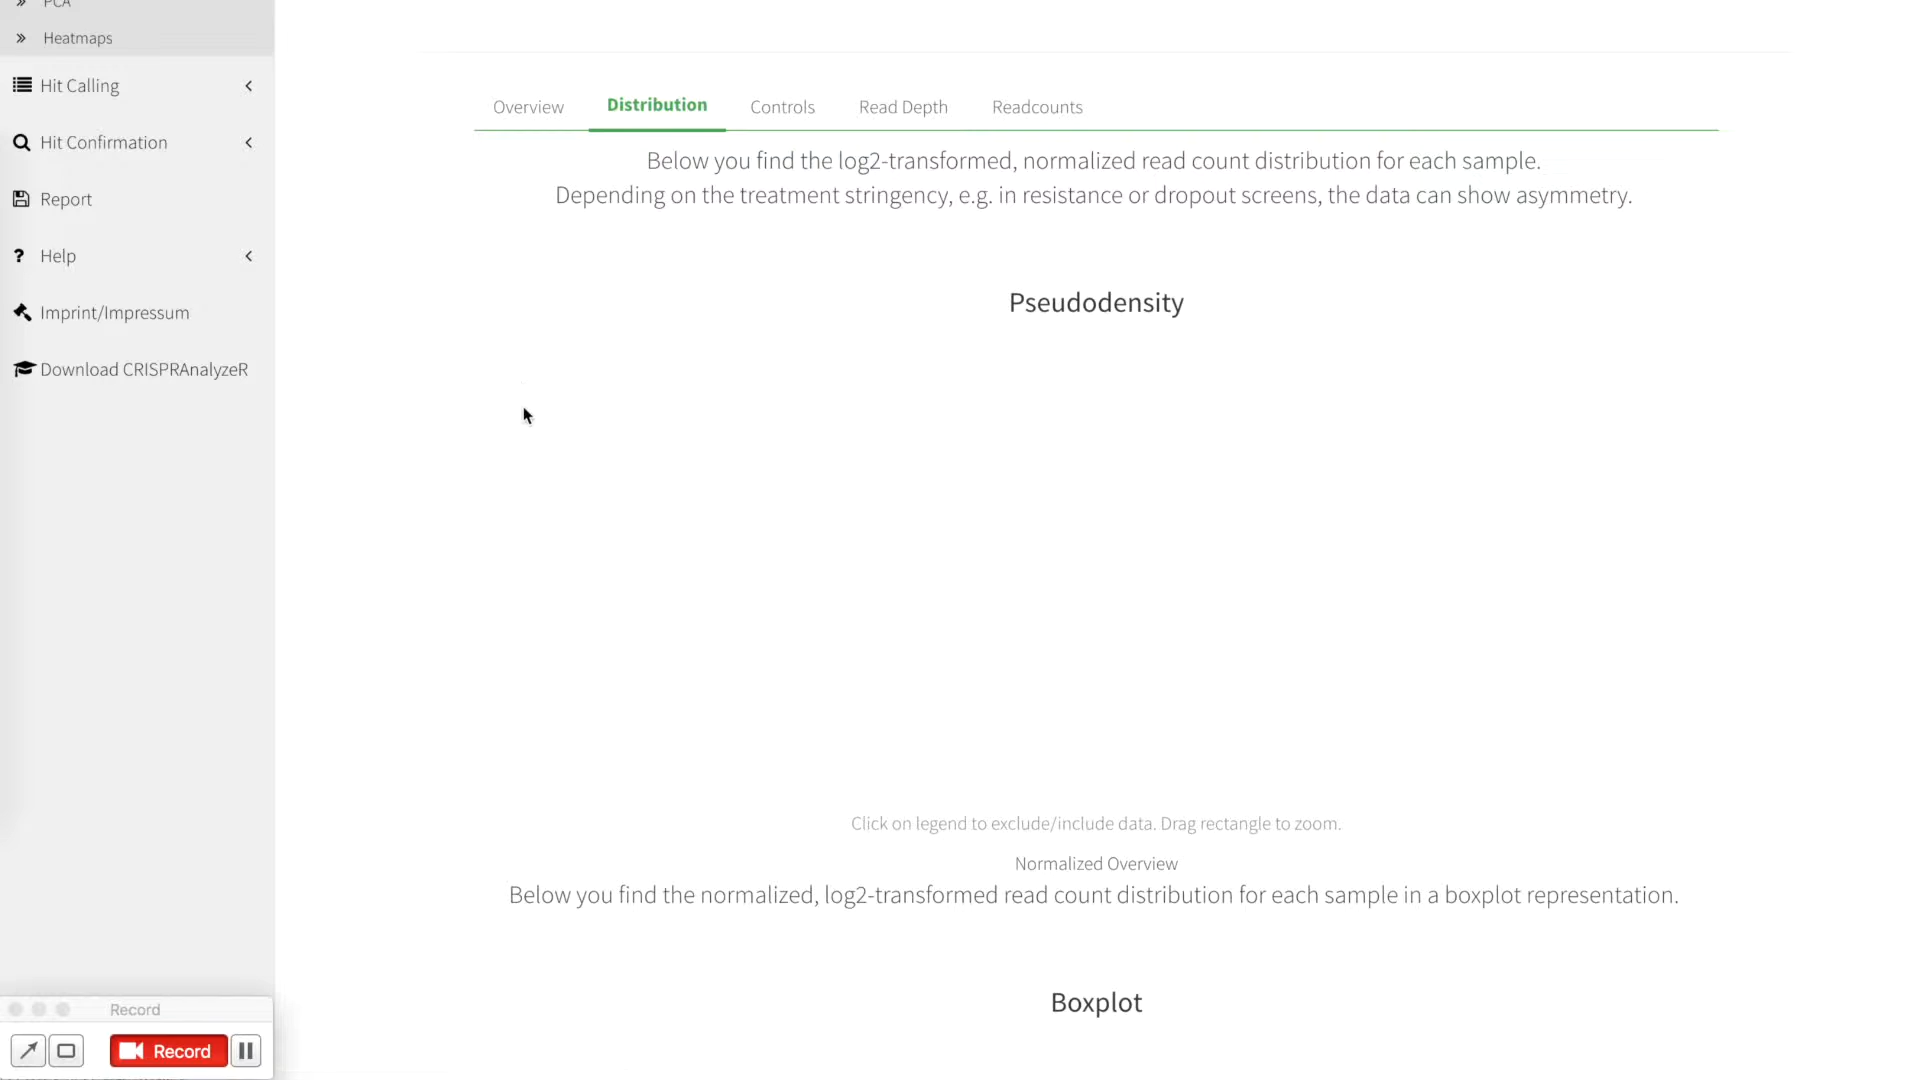 PCA
Heatmaps
Hit Calling
Hit Confirmation
Report
? Help
Imprint/Impressum
Download CRISPRAnalyzeR
Overview
Distribution
Controls
Read Depth
Readcounts
Below you find the log2-transformed, normalized read count distribution for each sample.
Depending on the treatment stringency, e.g. in resistance or dropout screens, the data can show asymmetry.
Pseudodensity
Click on legend to exclude/include data. Drag rectangle to zoom.
Normalized Overview
Below you find the normalized, log2-transformed read count distribution for each sample in a boxplot representation.
Boxplot
Record
Record